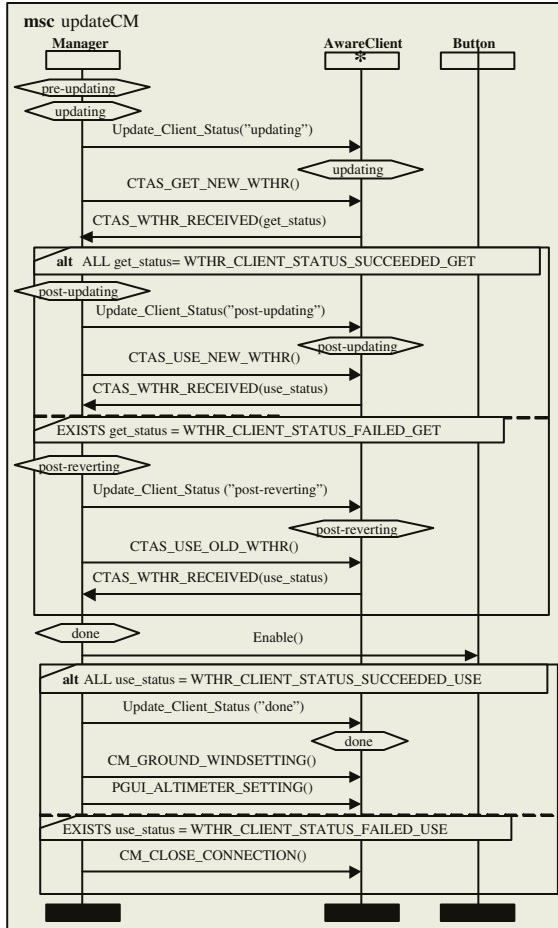 msc updateCM
Manager AwareClient Button
*
pre-updating
updating
Update_Client_Status("updating")
updating
CTAS_GET_NEW_WTHR()
CTAS_WTHR_RECEIVED(get_status)
alt ALL get_status= WTHR_CLIENT_STATUS_SUCCEEDED_GET
post-updating
Update_Client_Status("post-updating")
post-updating
CTAS_USE_NEW_WTHR()
CTAS_WTHR_RECEIVED(use_status)
EXISTS get_status = WTHR_CLIENT_STATUS_FAILED_GET
post-reverting
Update_Client_Status ("post-reverting")
post-reverting
CTAS_USE_OLD_WTHR()
CTAS_WTHR_RECEIVED(use_status)
done
Enable()
alt ALL use_status = WTHR_CLIENT_STATUS_SUCCEEDED_USE
Update_Client_Status ("done")
done
CM_GROUND_WINDSETTING()
PGUI_ALTIMETER_SETTING()
EXISTS use_status = WTHR_CLIENT_STATUS_FAILED_USE
CM_CLOSE_CONNECTION()